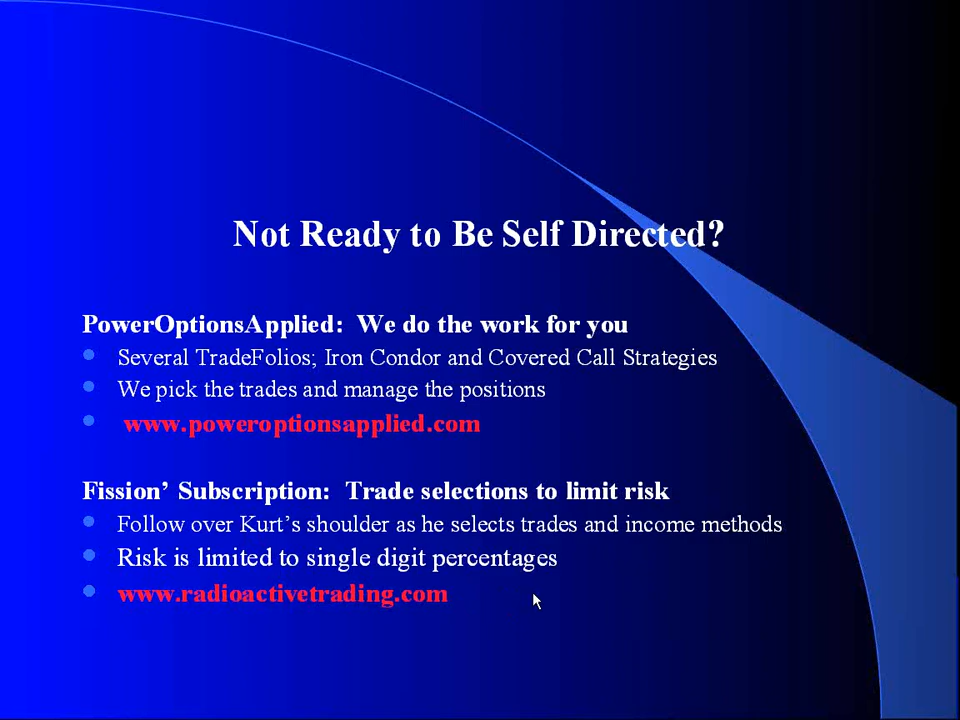 Not Ready to Be Self Directed?
PowerOptionsApplied: We do the work for you
Several TradeFolios; Iron Condor and Covered Call Strategies
We pick the trades and manage the positions
www.poweroptionsapplied.com
Fission’ Subscription: Trade selections to limit risk
Follow over Kurt’s shoulder as he selects trades and income methods
Risk is limited to single digit percentages
www.radioactivetrading.com